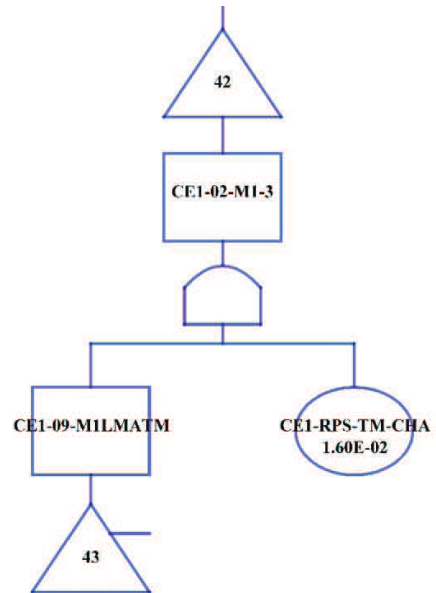 42
CE1-02-M1-3
CE1-09-M1LMATM
CE1-RPS-TM-CHA
1.60E-02
43